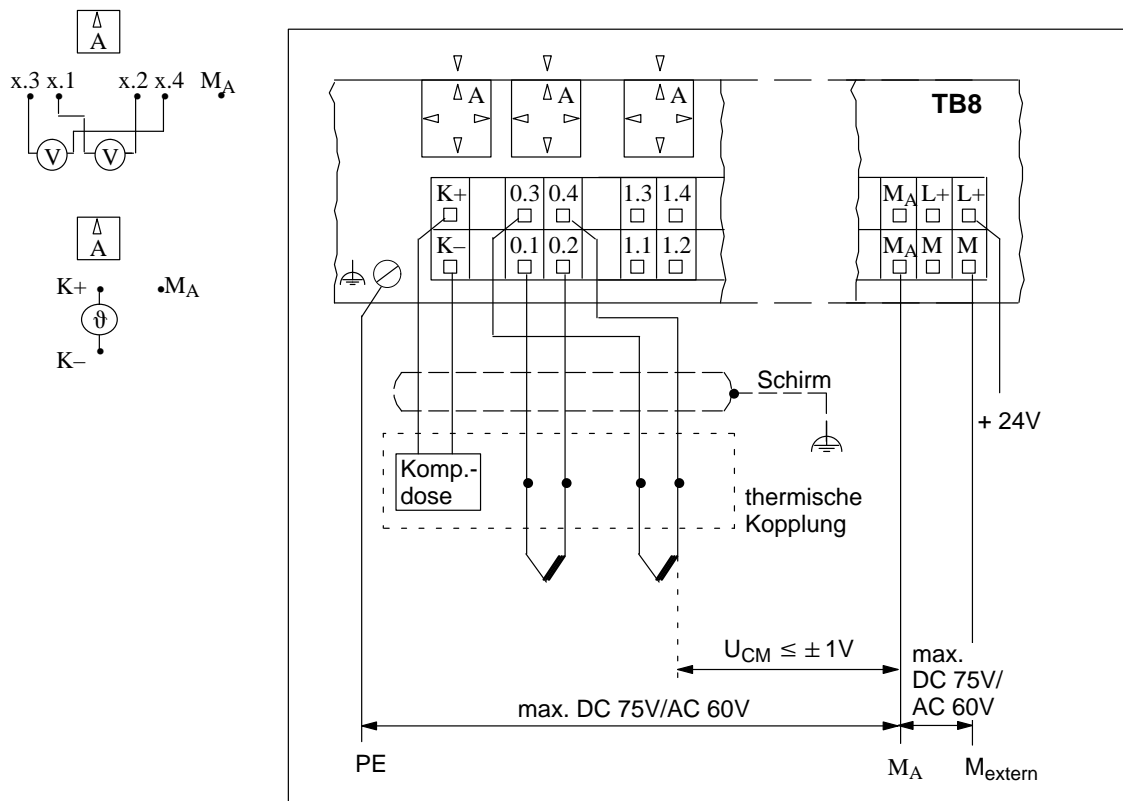 A
x.3 x.1 x.2 x.4 MA
V V
A
K+ MA
ϑ
K–
A A A
TB8
K+ 0.3 0.4 1.3 1.4 MA L+ L+
K– 0.1 0.2 1.1 1.2 MA M M
Schirm
+ 24V
Komp.-
dose
thermische
Kopplung
UCM ≤ ± 1V
max.
DC 75V/
AC 60V
max. DC 75V/AC 60V
PE MA Mextern